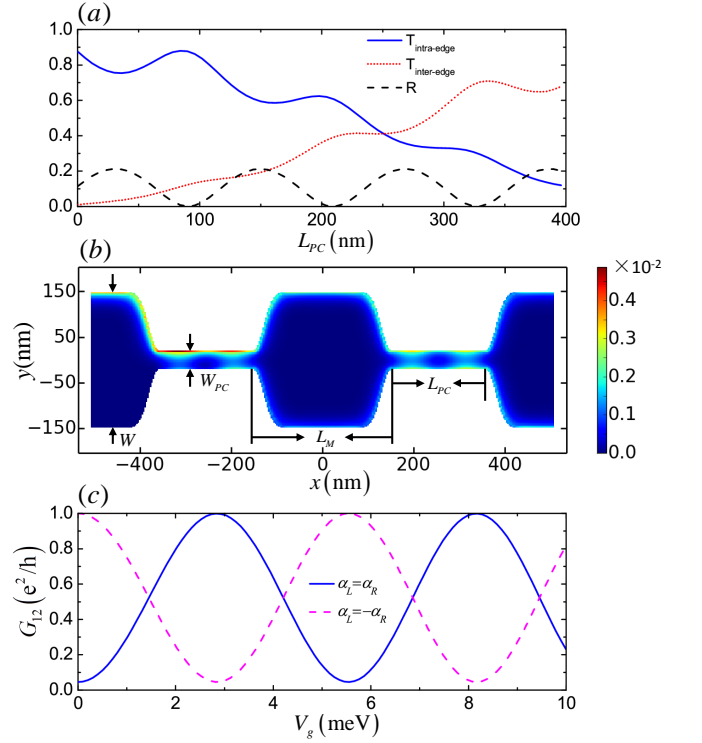 (a)
1.0
0.8
0.6
0.4
0.2
0.0
T intra-edge
T inter-edge
R
0 100 200 300 400
L_PC (nm)
(b)
×10^-2
150
50
−50
−150
y(nm)
W
W_PC
L_M
L_PC
−400 −200 0 200 400
x(nm)
0.4
0.3
0.2
0.1
0.0
(c)
1.0
0.8
0.6
0.4
0.2
0.0
G_12 (e²/h)
α_L=α_R
α_L=−α_R
0 2 4 6 8 10
V_g (meV)